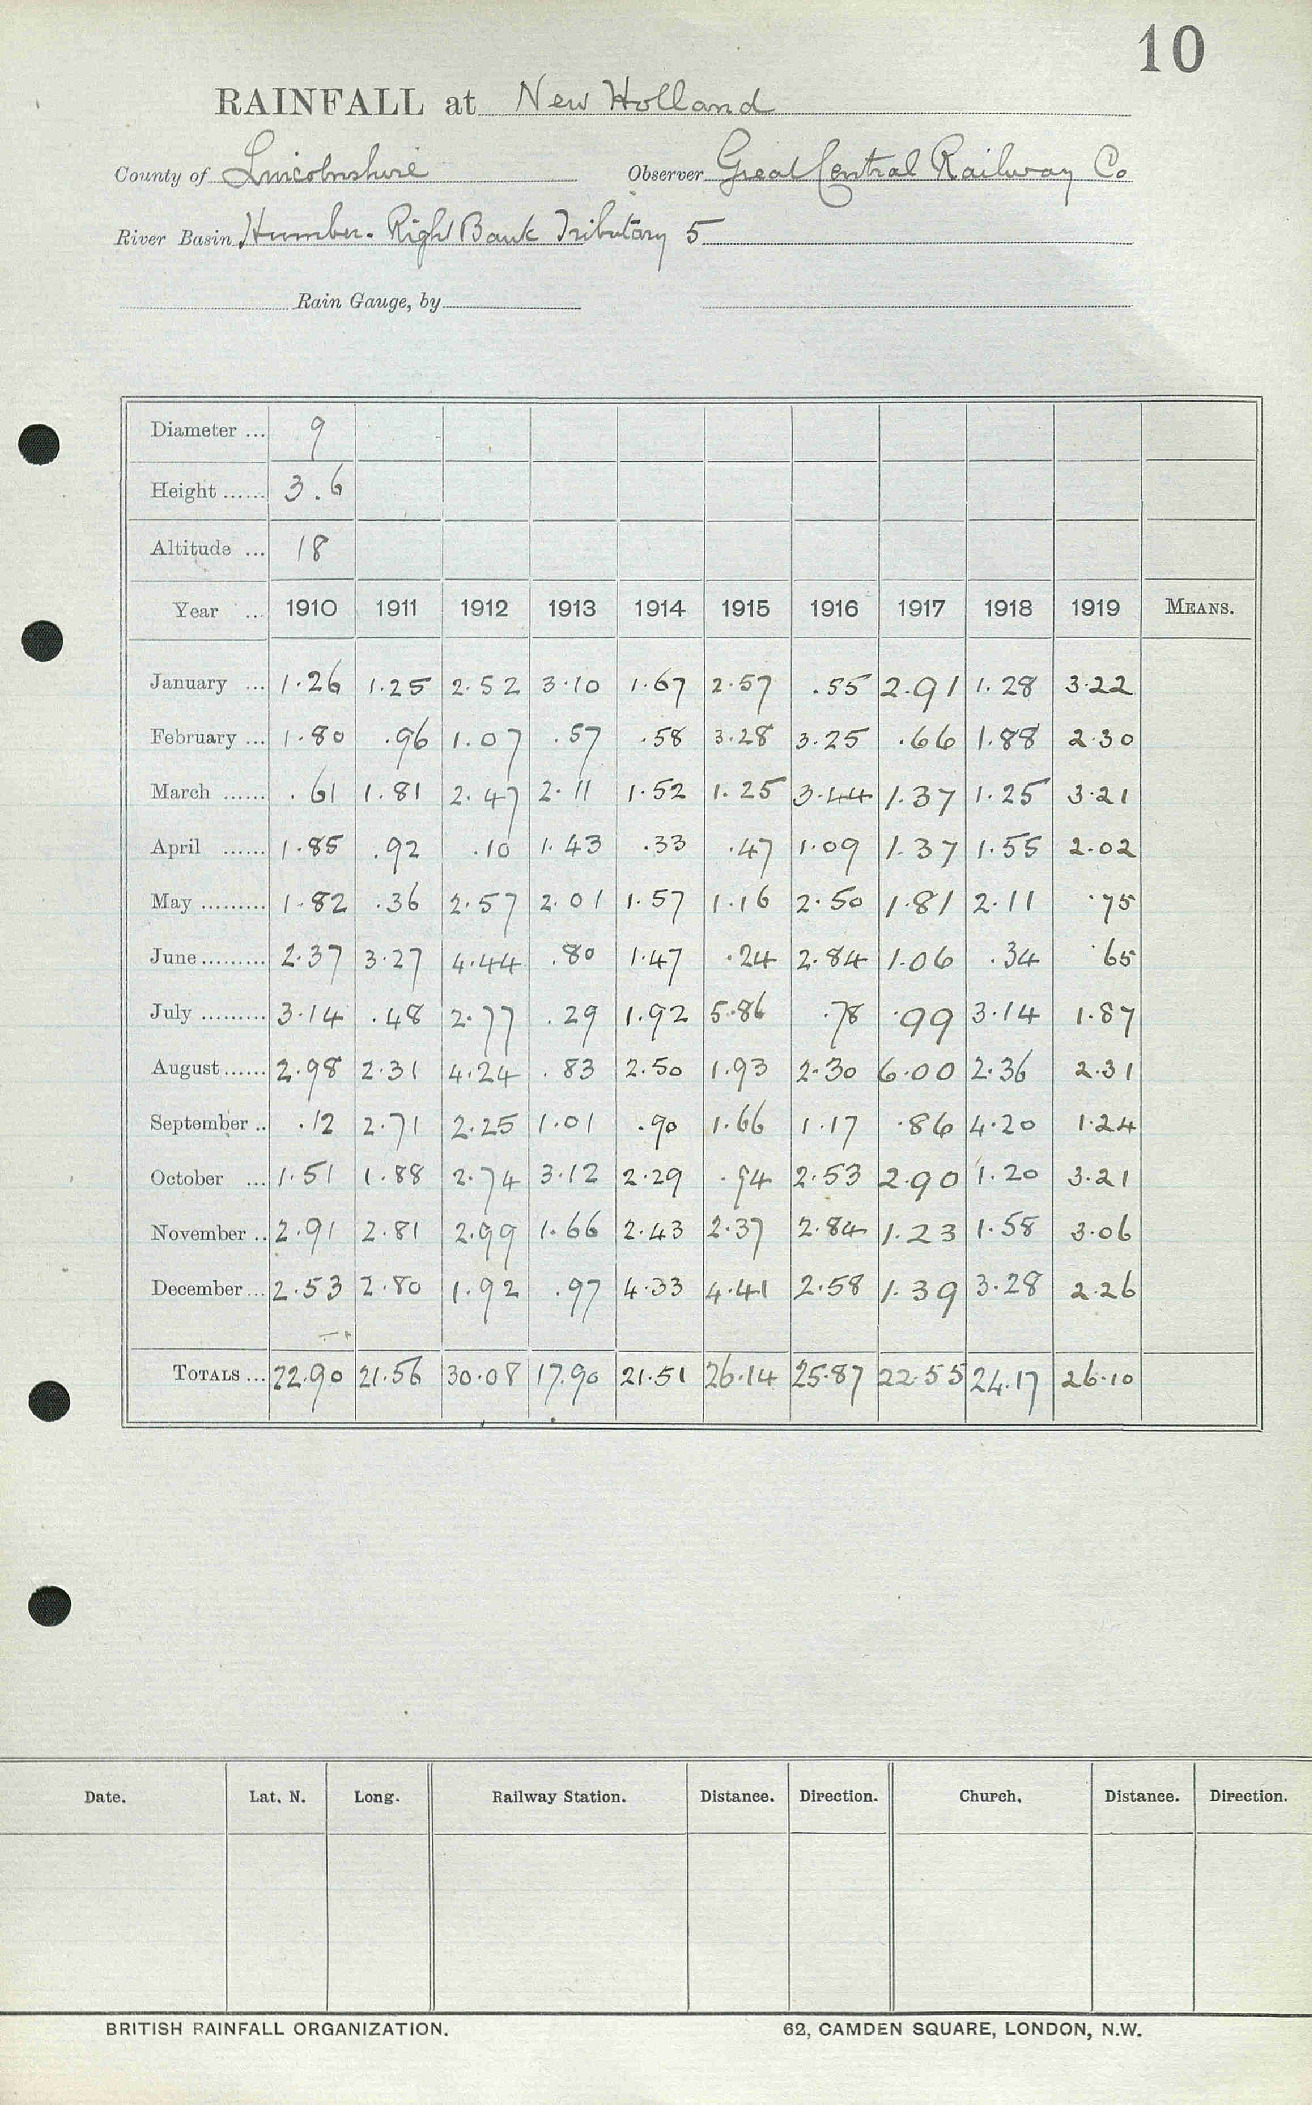 10
RAINFALL at New Holland
County of Lincolnshire Observer Great Central Railway Co
River Basin Humber. Right Bank Tributary 5
Rain Gauge, by
Diameter ... 9
Height ...... 3.6
Altitude ... 18
Year ... 1910 1911 1912 1913 1914 1915 1916 1917 1918 1919 MEANS.
January ... 1.26 1.25 2.52 3.10 1.67 2.57 .55 2.91 1.28 3.22
February ... 1.80 .96 1.07 .57 .58 3.28 3.25 .66 1.88 2.30
March ...... .61 1.81 2.47 2.11 1.52 1.25 3.44 1.37 1.25 3.21
April ...... 1.85 .92 .10 1.43 .33 .47 1.09 1.37 1.55 2.02
May ......... 1.82 .36 2.57 2.01 1.57 1.16 2.50 1.81 2.11 .75
June ......... 2.37 3.27 4.44 .80 1.47 .24 2.84 1.06 .34 .65
July ......... 3.14 .48 2.77 .29 1.92 5.86 .78 .99 3.14 1.87
August ...... 2.98 2.31 4.24 .83 2.50 1.93 2.30 6.00 2.36 2.31
September .. .12 2.71 2.25 1.01 .90 1.66 1.17 .86 4.20 1.24
October ... 1.51 1.88 2.74 3.12 2.29 .94 2.53 2.90 1.20 3.21
November .. 2.91 2.81 2.99 1.66 2.43 2.37 2.84 1.23 1.58 3.06
December ... 2.53 2.80 1.92 .97 4.33 4.41 2.58 1.39 3.28 2.26
TOTALS ... 22.90 21.56 30.08 17.90 21.51 26.14 25.87 22.55 24.17 26.10
Date. Lat. N. Long. Railway Station. Distance. Direction. Church. Distance. Direction.
BRITISH RAINFALL ORGANIZATION. 62, CAMDEN SQUARE, LONDON, N.W.